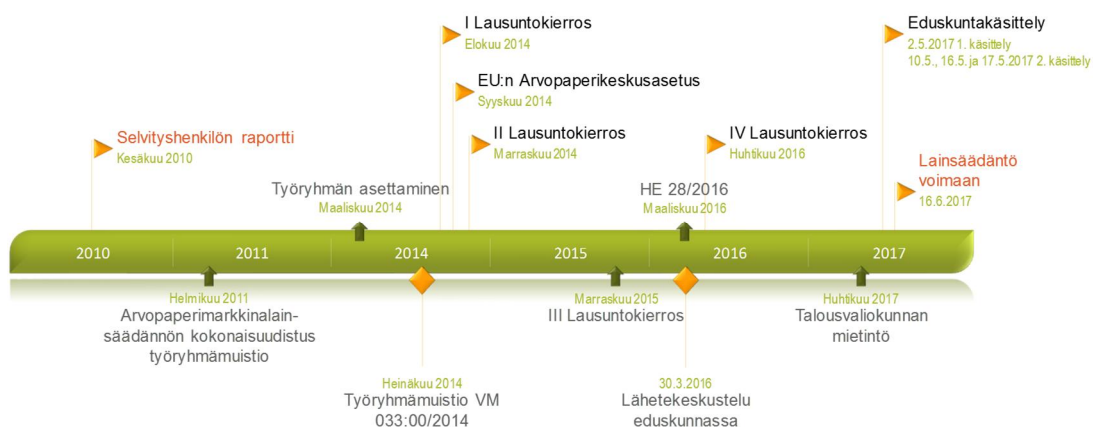 I Lausuntokierros
Elokuu 2014
Eduskuntakäsittely
2.5.2017 1. käsittely
10.5., 16.5. ja 17.5.2017 2. käsittely
EU:n Arvopaperikeskusasetus
Syyskuu 2014
Selvityshenkilön raportti
Kesäkuu 2010
II Lausuntokierros
Marraskuu 2014
IV Lausuntokierros
Huhtikuu 2016
Lainsäädäntö
voimaan
16.6.2017
Työryhmän asettaminen
Maaliskuu 2014
HE 28/2016
Maaliskuu 2016
2010
2011
2014
2015
2016
2017
Helmikuu 2011
Arvopaperimarkkinalain-
säädännön kokonaisuudistus
työryhmämuistio
Marraskuu 2015
III Lausuntokierros
Huhtikuu 2017
Talousvaliokunnan
mietintö
Heinäkuu 2014
Työryhmämuistio VM
033:00/2014
30.3.2016
Lähetekeskustelu
eduskunnassa